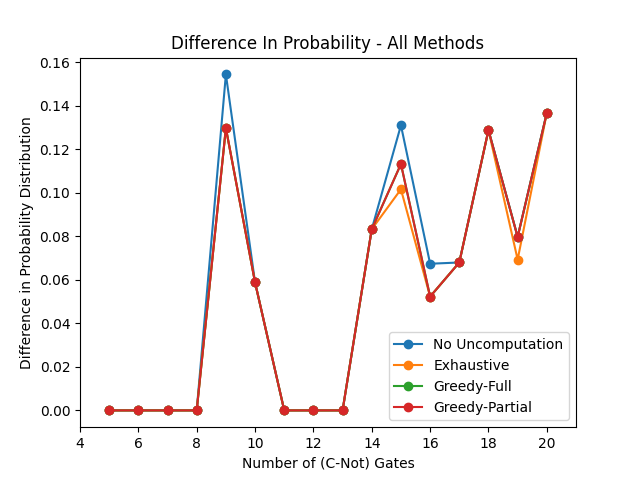 Difference In Probability - All Methods
Difference in Probability Distribution
0.16
0.14
0.12
0.10
0.08
0.06
0.04
0.02
0.00
No Uncomputation
Exhaustive
Greedy-Full
Greedy-Partial
4 6 8 10 12 14 16 18 20
Number of (C-Not) Gates